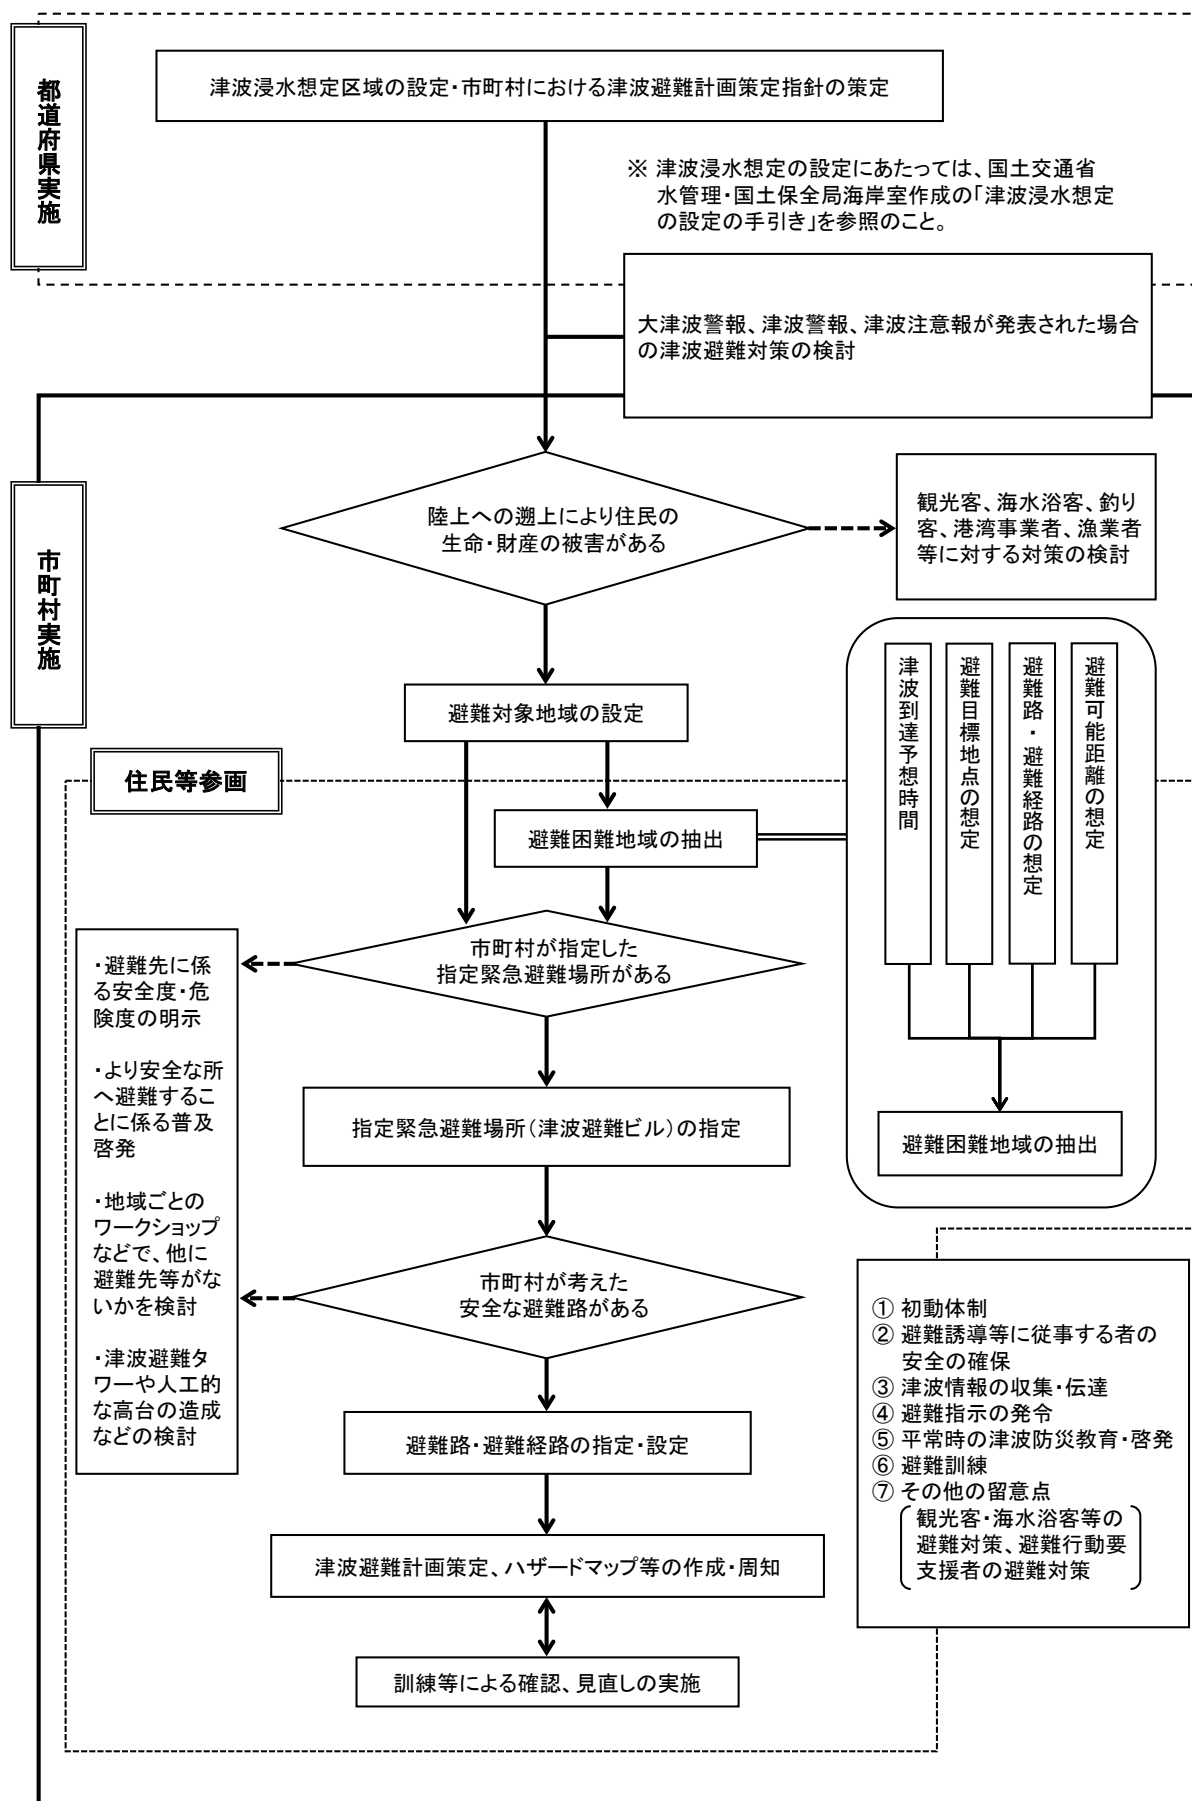 都道府県実施
津波浸水想定区域の設定・市町村における津波避難計画策定指針の策定
※ 津波浸水想定の設定にあたっては、国土交通省
水管理・国土保全局海岸室作成の「津波浸水想定
の設定の手引き」を参照のこと。
大津波警報、津波警報、津波注意報が発表された場合
の津波避難対策の検討
市町村実施
陸上への遡上により住民の
生命・財産の被害がある
観光客、海水浴客、釣り
客、港湾事業者、漁業者
等に対する対策の検討
避難対象地域の設定
住民等参画
避難困難地域の抽出
津波到達予想時間
避難目標地点の想定
避難路・避難経路の想定
避難可能距離の想定
避難困難地域の抽出
市町村が指定した
指定緊急避難場所がある
・避難先に係
る安全度・危
険度の明示
・より安全な所
へ避難するこ
とに係る普及
啓発
・地域ごとの
ワークショップ
などで、他に
避難先等がな
いかを検討
・津波避難タ
ワーや人工的
な高台の造成
などの検討
指定緊急避難場所（津波避難ビル）の指定
市町村が考えた
安全な避難路がある
避難路・避難経路の指定・設定
津波避難計画策定、ハザードマップ等の作成・周知
訓練等による確認、見直しの実施
① 初動体制
② 避難誘導等に従事する者の
安全の確保
③ 津波情報の収集・伝達
④ 避難指示の発令
⑤ 平常時の津波防災教育・啓発
⑥ 避難訓練
⑦ その他の留意点
観光客・海水浴客等の
避難対策、避難行動要
支援者の避難対策